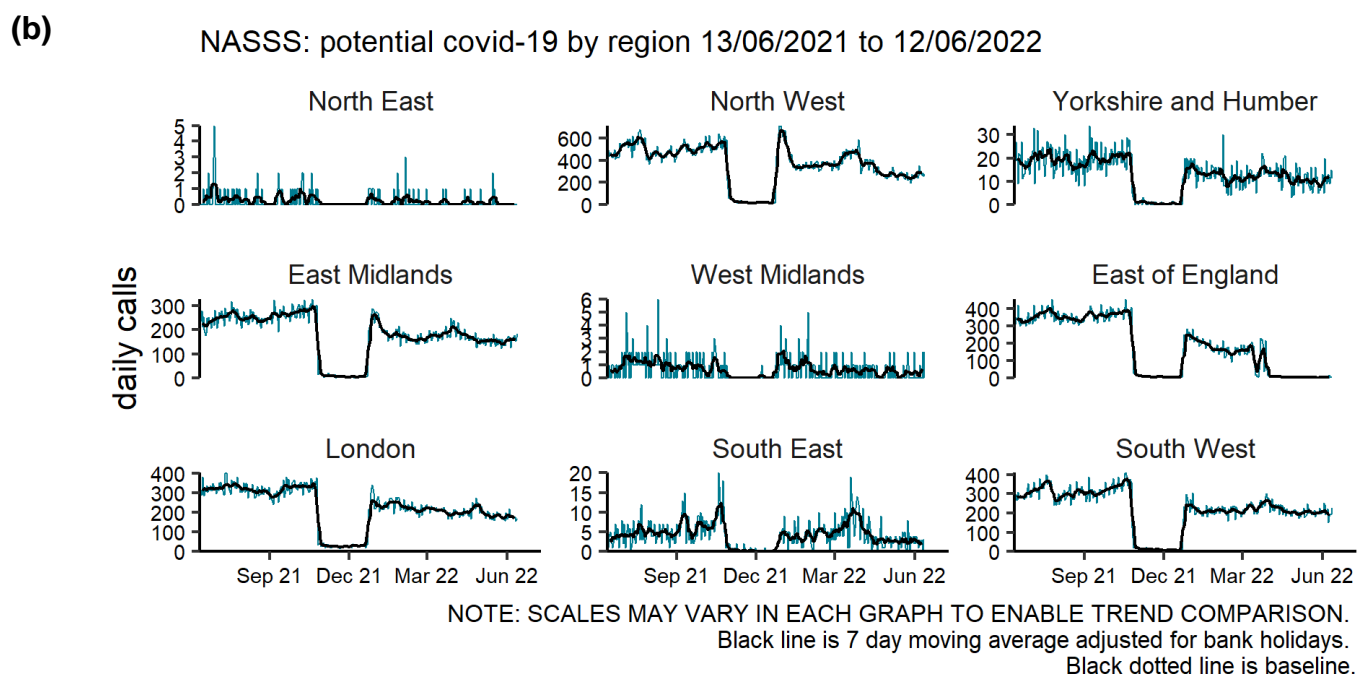 (b)
NASSS: potential covid-19 by region 13/06/2021 to 12/06/2022
North East
5
4
3
2
1
0
North West
600
400
200
0
Yorkshire and Humber
30
20
10
0
daily calls
East Midlands
300
200
100
0
West Midlands
6
5
4
3
2
1
0
East of England
400
300
200
100
0
London
400
300
200
100
0
Sep 21 Dec 21 Mar 22 Jun 22
South East
20
15
10
5
0
Sep 21 Dec 21 Mar 22 Jun 22
South West
400
300
200
100
0
Sep 21 Dec 21 Mar 22 Jun 22
NOTE: SCALES MAY VARY IN EACH GRAPH TO ENABLE TREND COMPARISON.
Black line is 7 day moving average adjusted for bank holidays.
Black dotted line is baseline.